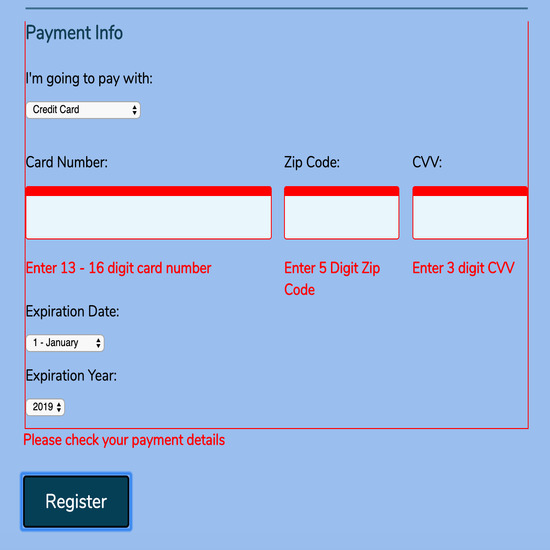 Payment Info
I'm going to pay with:
Credit Card
Card Number: Zip Code: CVV:
Enter 13 - 16 digit card number
Enter 5 Digit Zip
Code
Enter 3 digit CVV
Expiration Date:
1 - January
Expiration Year:
2019
Please check your payment details
Register